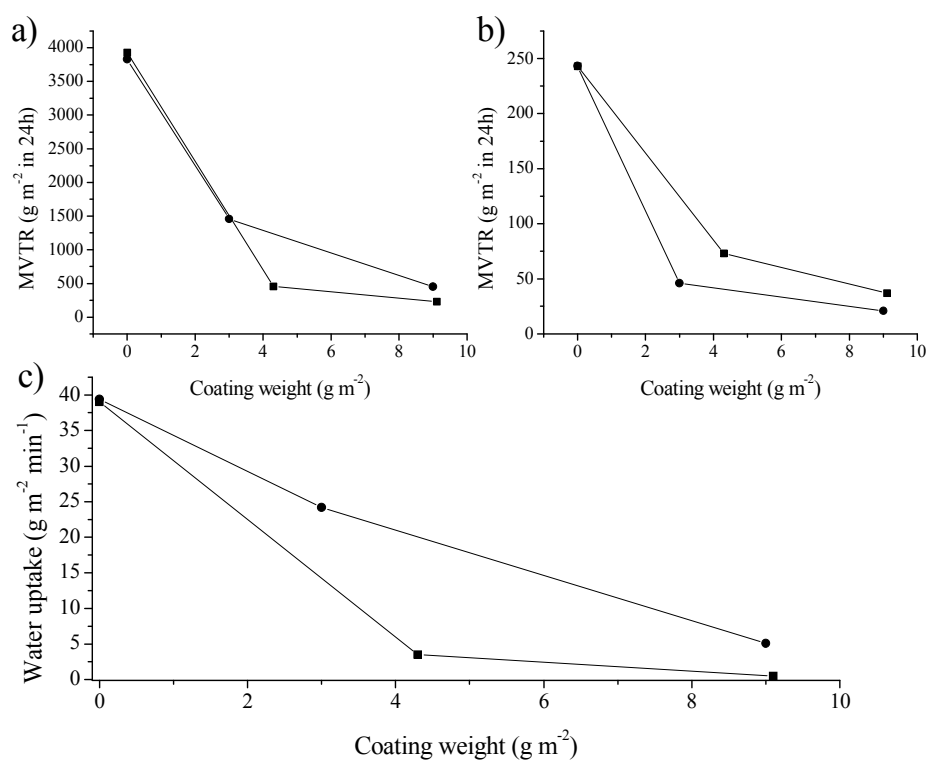 a)
MVTR (g m-2 in 24h)
4000
3500
3000
2500
2000
1500
1000
500
0
0 2 4 6 8 10
Coating weight (g m-2)
b)
MVTR (g m-2 in 24h)
250
200
150
100
50
0
0 2 4 6 8 10
Coating weight (g m-2)
c)
Water uptake (g m-2 min-1)
40
35
30
25
20
15
10
5
0
0 2 4 6 8 10
Coating weight (g m-2)